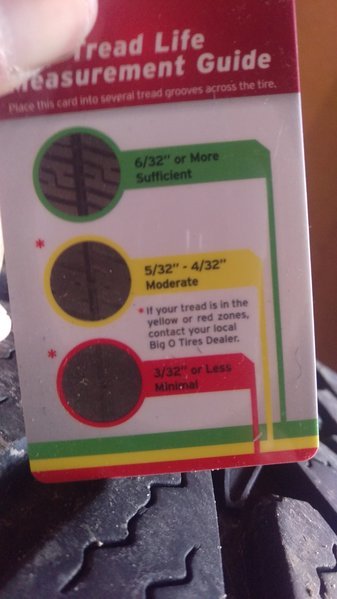 Tread Life
Measurement Guide
Place this card into several tread grooves across the tire.
6/32" or More
Sufficient
*
5/32" - 4/32"
Moderate
* If your tread is in the
yellow or red zones,
contact your local
Big O Tires Dealer.
*
3/32" or Less
Minimal